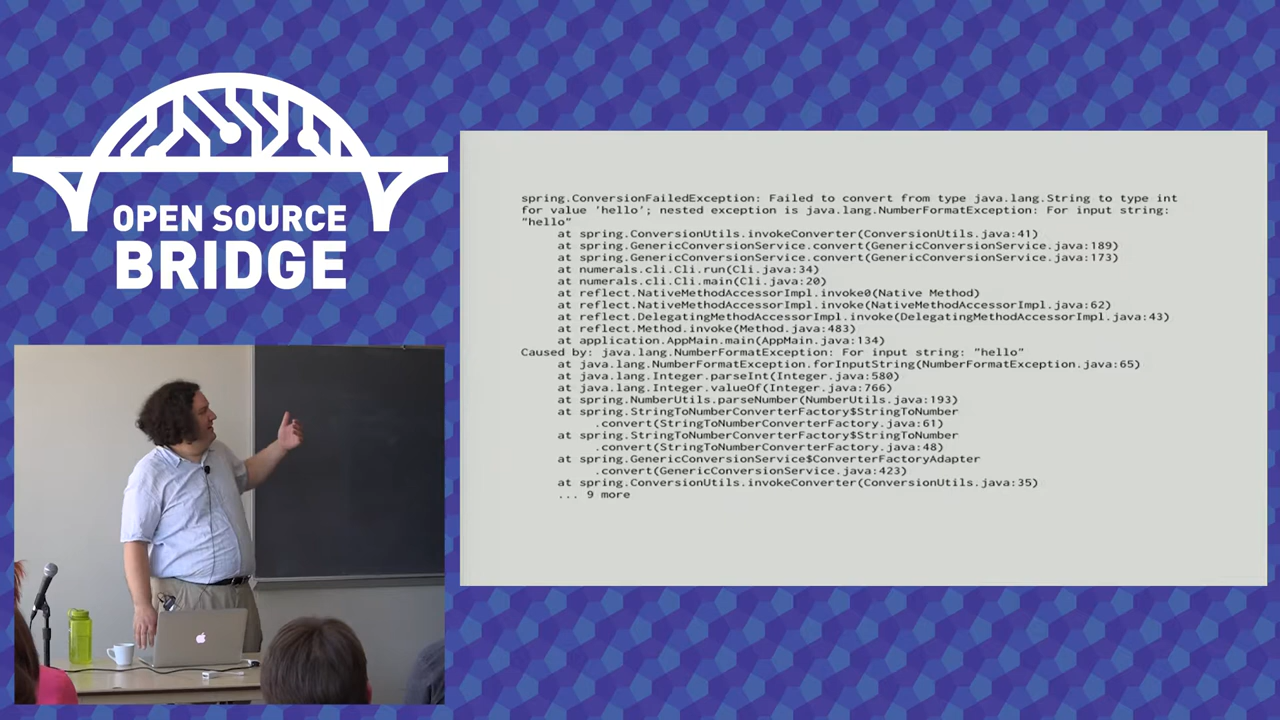 OPEN SOURCE
BRIDGE
spring.ConversionFailedException: Failed to convert from type java.lang.String to type int
for value 'hello'; nested exception is java.lang.NumberFormatException: For input string:
"hello"
at spring.ConversionUtils.invokeConverter(ConversionUtils.java:41)
at spring.GenericConversionService.convert(GenericConversionService.java:189)
at spring.GenericConversionService.convert(GenericConversionService.java:173)
at numerals.cli.Cli.run(Cli.java:34)
at numerals.cli.Cli.main(Cli.java:20)
at reflect.NativeMethodAccessorImpl.invoke0(Native Method)
at reflect.NativeMethodAccessorImpl.invoke(NativeMethodAccessorImpl.java:62)
at reflect.DelegatingMethodAccessorImpl.invoke(DelegatingMethodAccessorImpl.java:43)
at reflect.Method.invoke(Method.java:483)
at application.AppMain.main(AppMain.java:134)
Caused by: java.lang.NumberFormatException: For input string: "hello"
at java.lang.NumberFormatException.forInputString(NumberFormatException.java:65)
at java.lang.Integer.parseInt(Integer.java:580)
at java.lang.Integer.valueOf(Integer.java:766)
at spring.NumberUtils.parseNumber(NumberUtils.java:193)
at spring.StringToNumberConverterFactory$StringToNumber
.convert(StringToNumberConverterFactory.java:61)
at spring.StringToNumberConverterFactory$StringToNumber
.convert(StringToNumberConverterFactory.java:48)
at spring.GenericConversionService$ConverterFactoryAdapter
.convert(GenericConversionService.java:423)
at spring.ConversionUtils.invokeConverter(ConversionUtils.java:35)
... 9 more